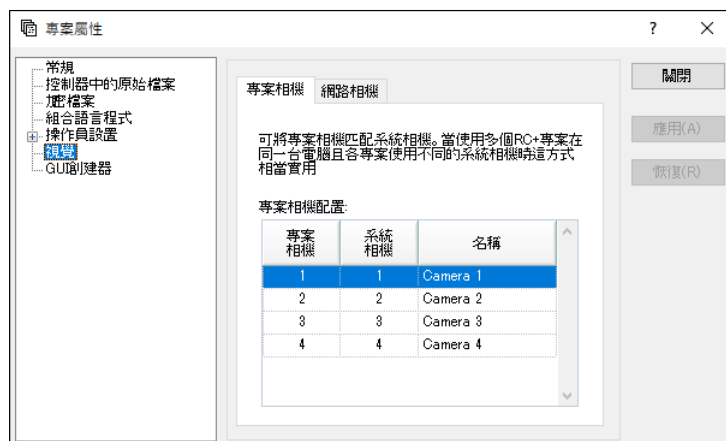 專案屬性
?
常規
控制器中的原始檔案
加密檔案
組合語言程式
操作員設置
視覺
GUI創建器
專案相機
網路相機
可將專案相機匹配系統相機。當使用多個RC+專案在
同一台電腦且各專案使用不同的系統相機時這方式
相當實用
專案相機配置:
專案
相機
系統
相機
名稱
1 1 Camera 1
2 2 Camera 2
3 3 Camera 3
4 4 Camera 4
關閉
應用(A)
恢復(R)